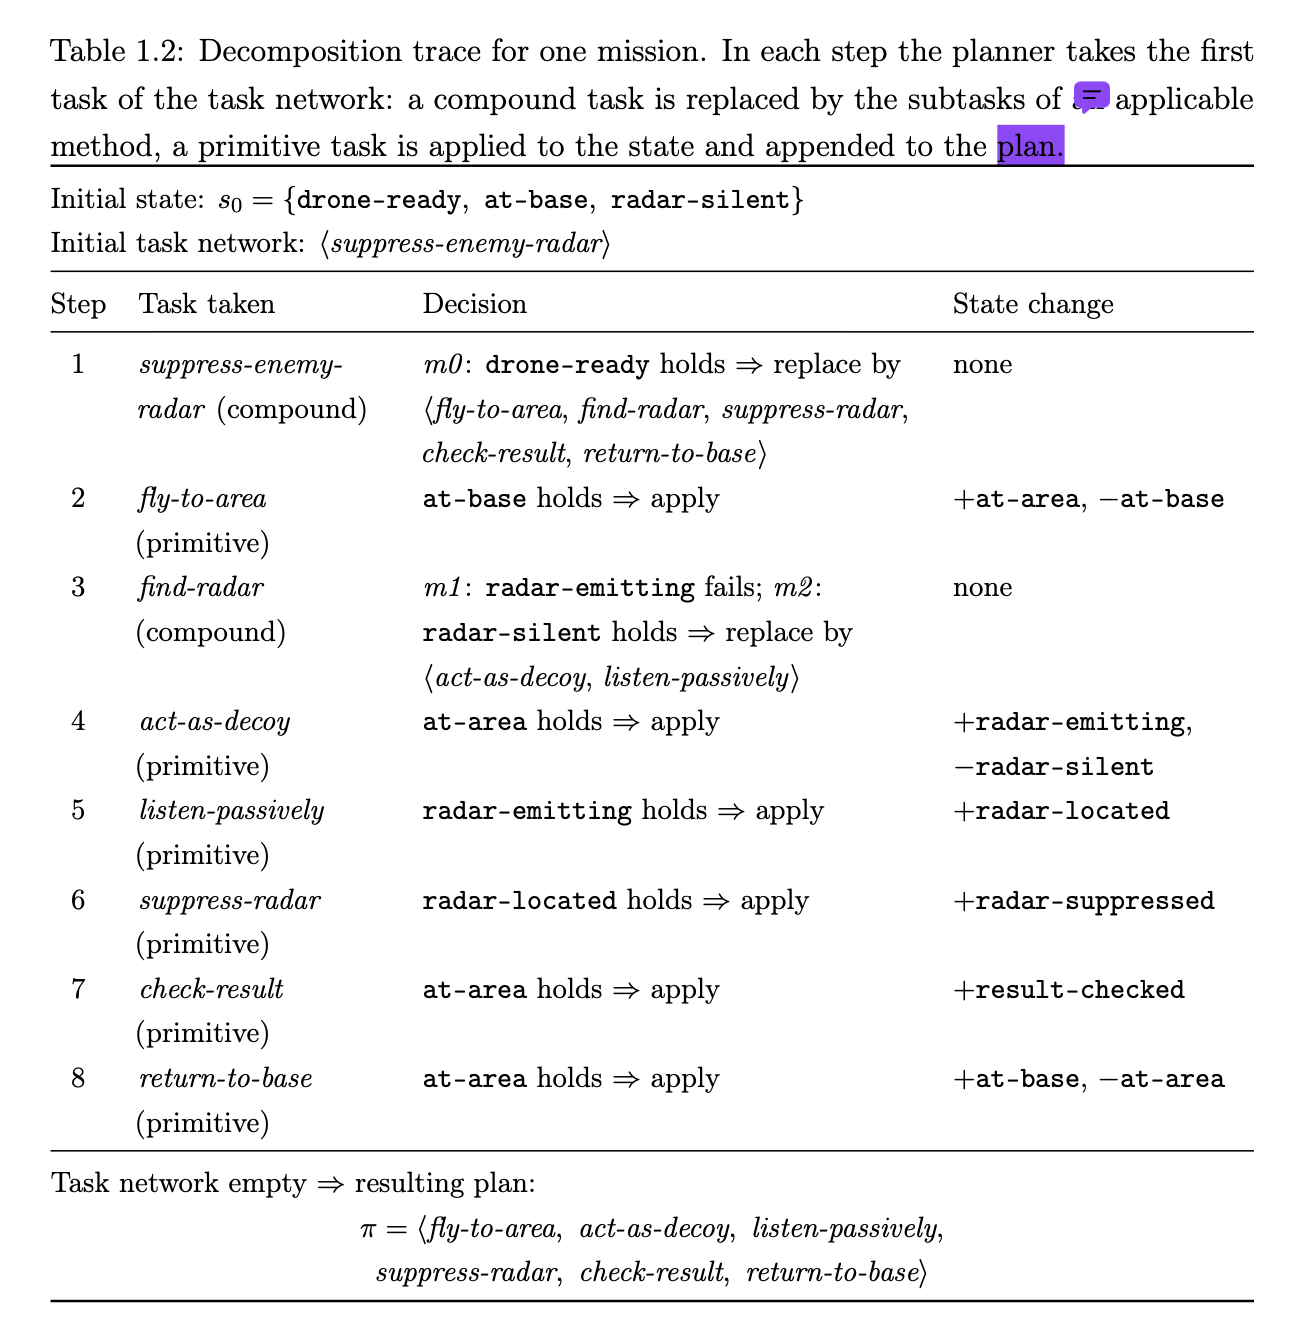 Table 1.2: Decomposition trace for one mission. In each step the planner takes the first
task of the task network: a compound task is replaced by the subtasks of applicable
method, a primitive task is applied to the state and appended to the plan.
Initial state: s₀ = {drone-ready, at-base, radar-silent}
Initial task network: ⟨suppress-enemy-radar⟩
Step Task taken Decision State change
1 suppress-enemy- m0: drone-ready holds ⇒ replace by none
radar (compound) ⟨fly-to-area, find-radar, suppress-radar,
check-result, return-to-base⟩
2 fly-to-area at-base holds ⇒ apply +at-area, −at-base
(primitive)
3 find-radar m1: radar-emitting fails; m2: none
(compound) radar-silent holds ⇒ replace by
⟨act-as-decoy, listen-passively⟩
4 act-as-decoy at-area holds ⇒ apply +radar-emitting,
(primitive) −radar-silent
5 listen-passively radar-emitting holds ⇒ apply +radar-located
(primitive)
6 suppress-radar radar-located holds ⇒ apply +radar-suppressed
(primitive)
7 check-result at-area holds ⇒ apply +result-checked
(primitive)
8 return-to-base at-area holds ⇒ apply +at-base, −at-area
(primitive)
Task network empty ⇒ resulting plan:
π = ⟨fly-to-area, act-as-decoy, listen-passively,
suppress-radar, check-result, return-to-base⟩